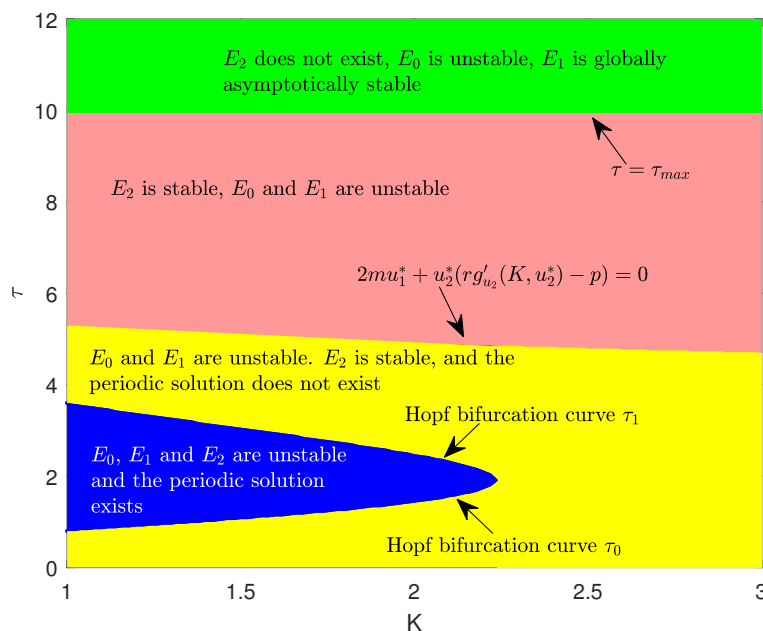 12
E₂ does not exist, E₀ is unstable, E₁ is globally
asymptotically stable
10
τ = τ_max
E₂ is stable, E₀ and E₁ are unstable
8
2mu₁* + u₂*(rg′_{u₂}(K, u₂*) − p) = 0
6
τ
E₀ and E₁ are unstable. E₂ is stable, and the
periodic solution does not exist
4
Hopf bifurcation curve τ₁
E₀, E₁ and E₂ are unstable
and the periodic solution
exists
2
Hopf bifurcation curve τ₀
0
1 1.5 2 2.5 3
K